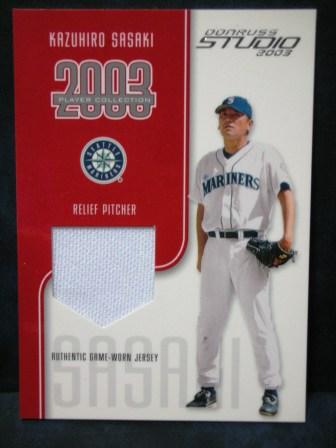 KAZUHIRO SASAKI
DONRUSS
STUDIO
2003
2003
PLAYER COLLECTION
SEATTLE
MARINERS
RELIEF PITCHER
MARINERS
AUTHENTIC GAME-WORN JERSEY
SASAKI